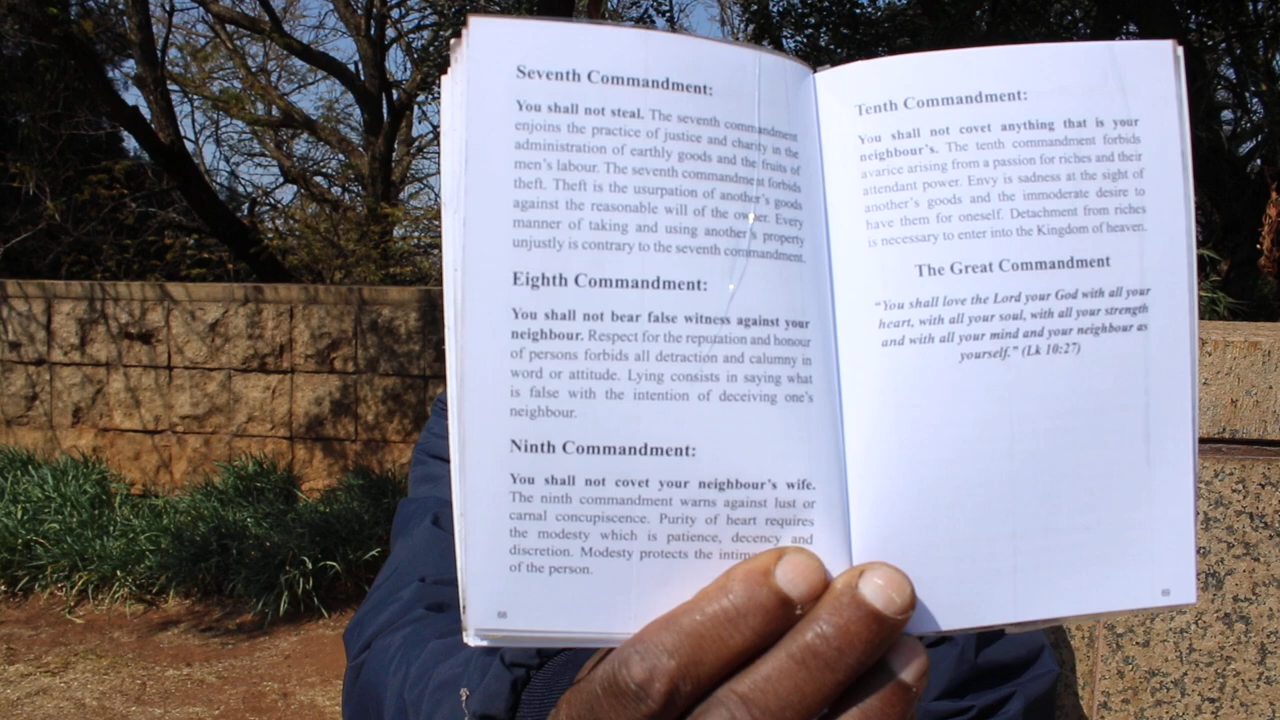 Seventh Commandment:
You shall not steal. The seventh commandment
enjoins the practice of justice and charity in the
administration of earthly goods and the fruits of
men's labour. The seventh commandment forbids
theft. Theft is the usurpation of another's goods
against the reasonable will of the owner. Every
manner of taking and using another's property
unjustly is contrary to the seventh commandment.
Eighth Commandment:
You shall not bear false witness against your
neighbour. Respect for the reputation and honour
of persons forbids all detraction and calumny in
word or attitude. Lying consists in saying what
is false with the intention of deceiving one's
neighbour.
Ninth Commandment:
You shall not covet your neighbour's wife.
The ninth commandment warns against lust or
carnal concupiscence. Purity of heart requires
the modesty which is patience, decency and
discretion. Modesty protects the
of the person.
68
Tenth Commandment:
You shall not covet anything that is your
neighbour's. The tenth commandment forbids
avarice arising from a passion for riches and their
attendant power. Envy is sadness at the sight of
another's goods and the immoderate desire to
have them for oneself. Detachment from riches
is necessary to enter into the Kingdom of heaven.
The Great Commandment
"You shall love the Lord your God with all your
heart, with all your soul, with all your strength
and with all your mind and your neighbour as
yourself." (Lk 10:27)
69